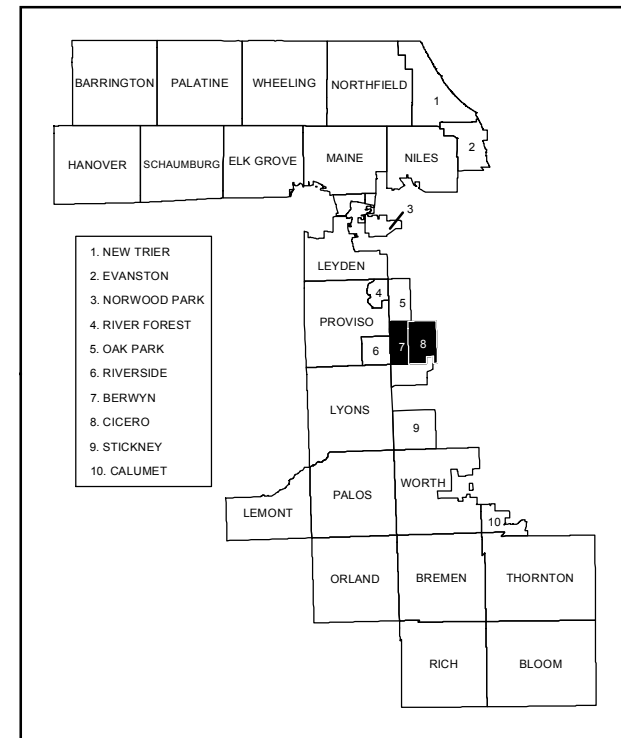 BARRINGTON PALATINE WHEELING NORTHFIELD
1
2
HANOVER SCHAUMBURG ELK GROVE MAINE NILES
3
LEYDEN
1. NEW TRIER
2. EVANSTON
3. NORWOOD PARK
4. RIVER FOREST
5. OAK PARK
6. RIVERSIDE
7. BERWYN
8. CICERO
9. STICKNEY
10. CALUMET
4
5
PROVISO
6
7
8
LYONS
9
WORTH
PALOS
LEMONT
10
ORLAND BREMEN THORNTON
RICH BLOOM